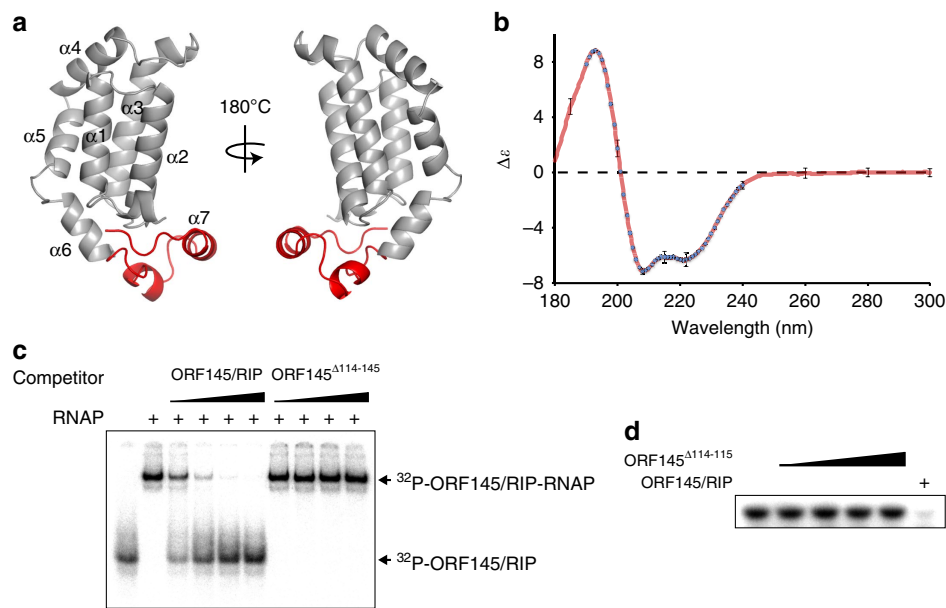 a
α4
α3
α5
α1
α2
α7
α6
180°C
b
8
4
0
−4
−8
Δε
180 200 220 240 260 280 300
Wavelength (nm)
c
Competitor ORF145/RIP ORF145Δ114-145
RNAP + + + + + + + + +
32P-ORF145/RIP-RNAP
32P-ORF145/RIP
d
ORF145Δ114-115
ORF145/RIP +